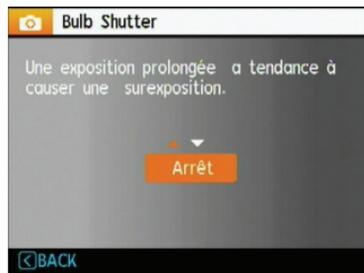 Bulb Shutter
Une exposition prolongée a tendance à
causer une surexposition.
Arrêt
BACK